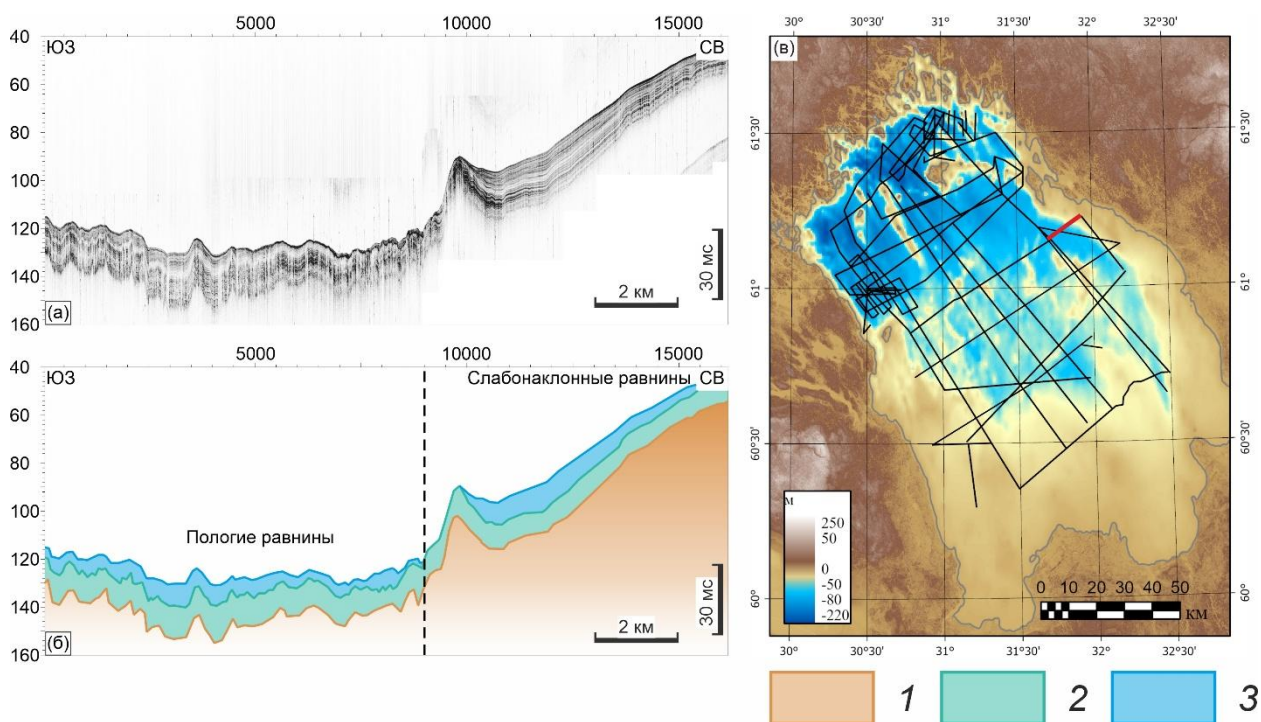 5000 10000 15000
40 ЮЗ СВ
60
80
100
120
140
160
(а)
30 мс
2 км
5000 10000 15000
40 ЮЗ Слабонаклонные равнины СВ
60
80
100
120 Пологие равнины
140
160
(б)
30 мс
2 км
(в)
30° 30°30' 31° 31°30' 32° 32°30'
61°30' 61°30'
61° 61°
60°30' 60°30'
60° 60°
м
250
50
0
-50
-80
-220
0 10 20 30 40 50
КМ
30° 30°30' 31° 31°30' 32° 32°30'
1 2 3